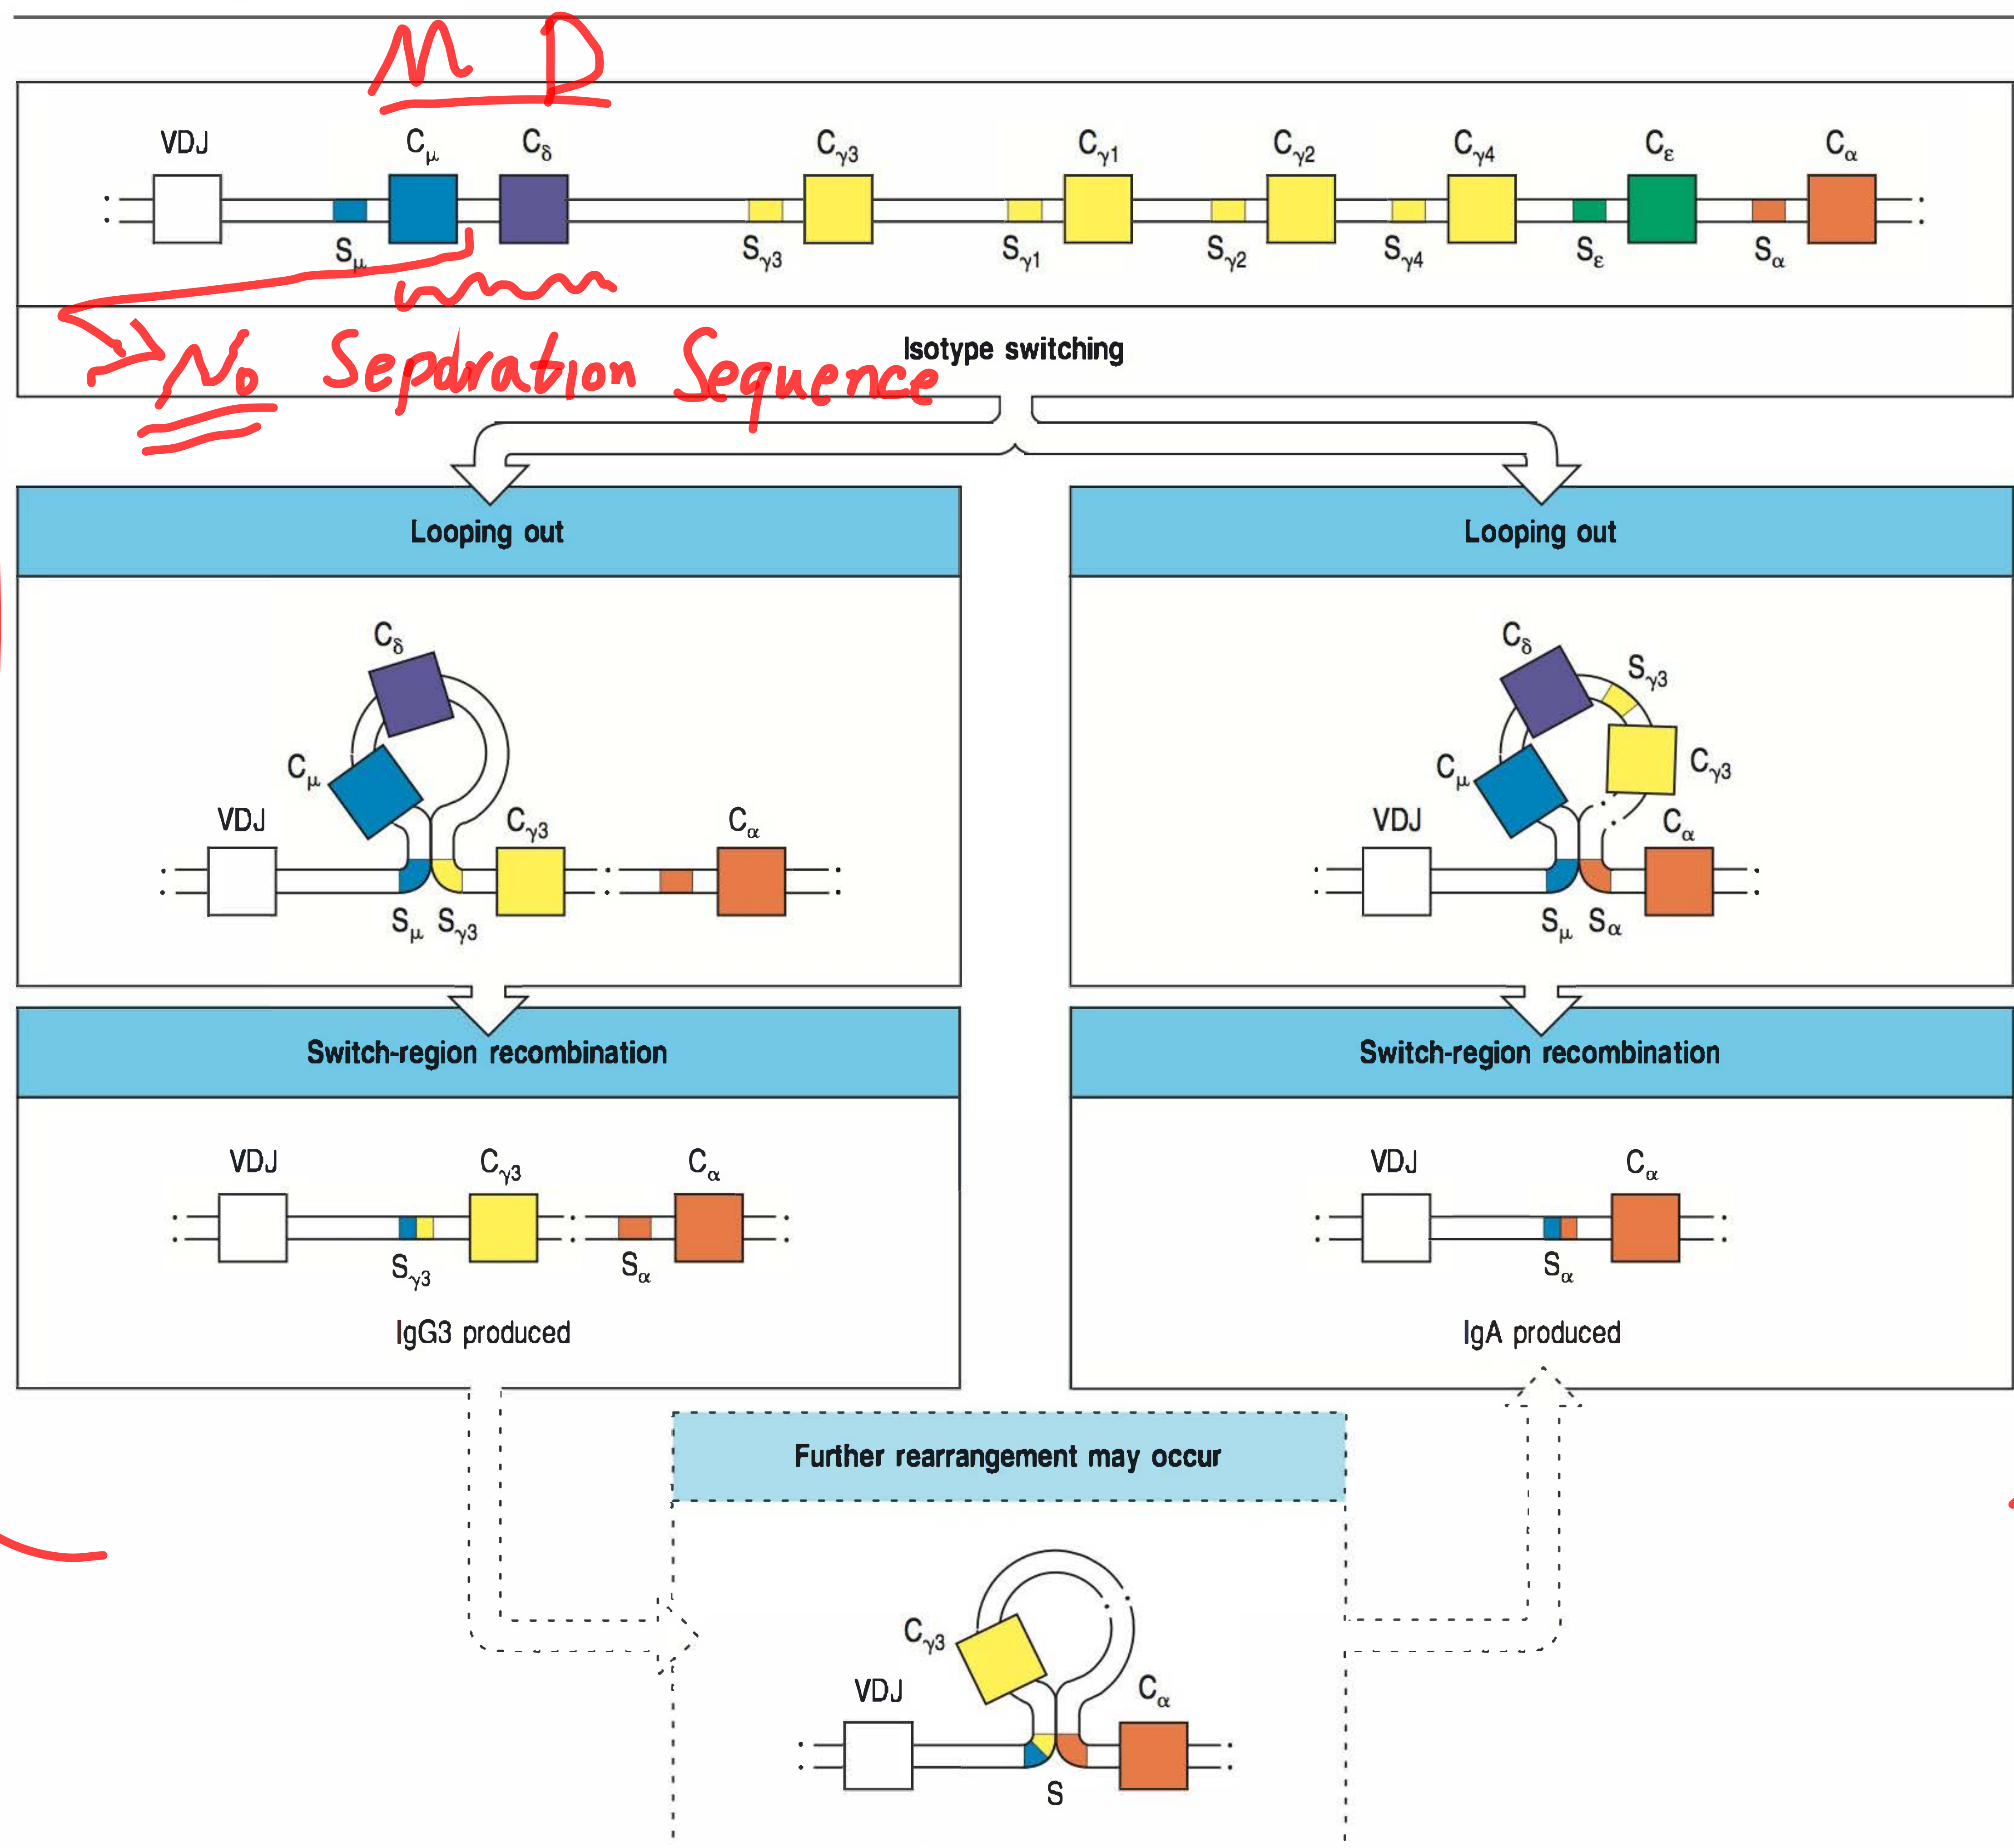 M D
VDJ Cμ Cδ Cγ3 Cγ1 Cγ2 Cγ4 Cε Cα
Sμ Sγ3 Sγ1 Sγ2 Sγ4 Sε Sα
Isotype switching
No Separation Sequence
Looping out
Cδ
Cμ
VDJ Cγ3 Cα
Sμ Sγ3
Looping out
Cδ Sγ3
Cμ Cγ3
VDJ Cα
Sμ Sα
Switch-region recombination
VDJ Cγ3 Cα
Sγ3 Sα
IgG3 produced
Switch-region recombination
VDJ Cα
Sα
IgA produced
Further rearrangement may occur
Cγ3
VDJ Cα
S